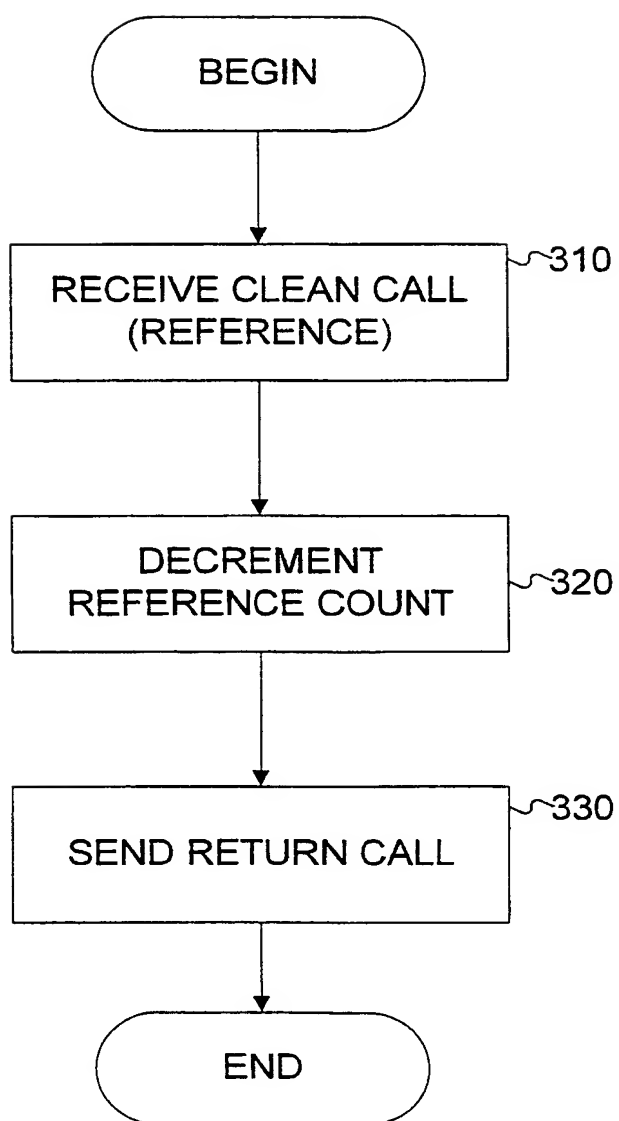 BEGIN
RECEIVE CLEAN CALL
(REFERENCE)
310
DECREMENT
REFERENCE COUNT
320
SEND RETURN CALL
330
END